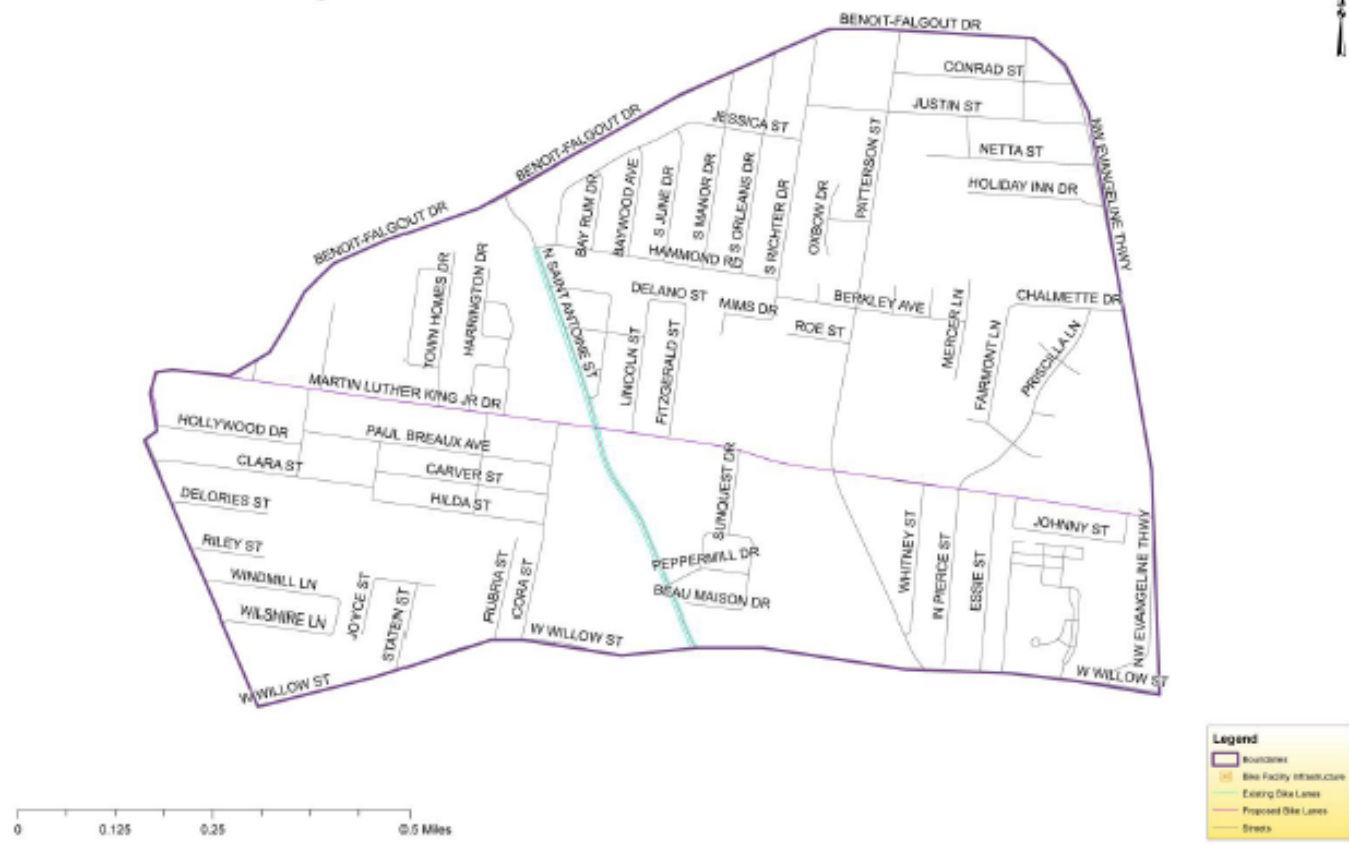 BENOIT-FALGOUT DR
CONRAD ST
JUSTIN ST
JESSICA ST
NW EVANGELINE THWY
BENOIT-FALGOUT DR
PATTERSON ST
NETTA ST
HOLIDAY INN DR
BAY RUM DR
BAYWOOD AVE
S JUNE DR
S MANOR DR
S ORLEANS DR
S RICHTER DR
OXBOW DR
BENOIT-FALGOUT DR
HAMMOND RD
TOWN HOMES DR
HARRINGTON DR
N SAINT ANTOINE ST
DELANO ST
MIMS DR
BERKLEY AVE
MERCER LN
CHALMETTE DR
ROE ST
LINCOLN ST
FITZGERALD ST
FAIRMONT LN
PRISCILLA LN
MARTIN LUTHER KING JR DR
HOLLYWOOD DR
PAUL BREAUX AVE
CLARA ST
CARVER ST
SUNQUEST DR
DELORIES ST
HILDA ST
JOHNNY ST
RILEY ST
WHITNEY ST
IN PIERCE ST
ESSIE ST
NW EVANGELINE THWY
PEPPERMILL DR
WINDMILL LN
RUBRIA ST
ICORA ST
BEAU MAISON DR
WILSHIRE LN
JOYCE ST
STATEIN ST
W WILLOW ST
W WILLOW ST
W WILLOW ST
Legend
Boundaries
Bike Facility Infrastructure
Existing Bike Lanes
Proposed Bike Lanes
Streets
0 0.125 0.25 0.5 Miles